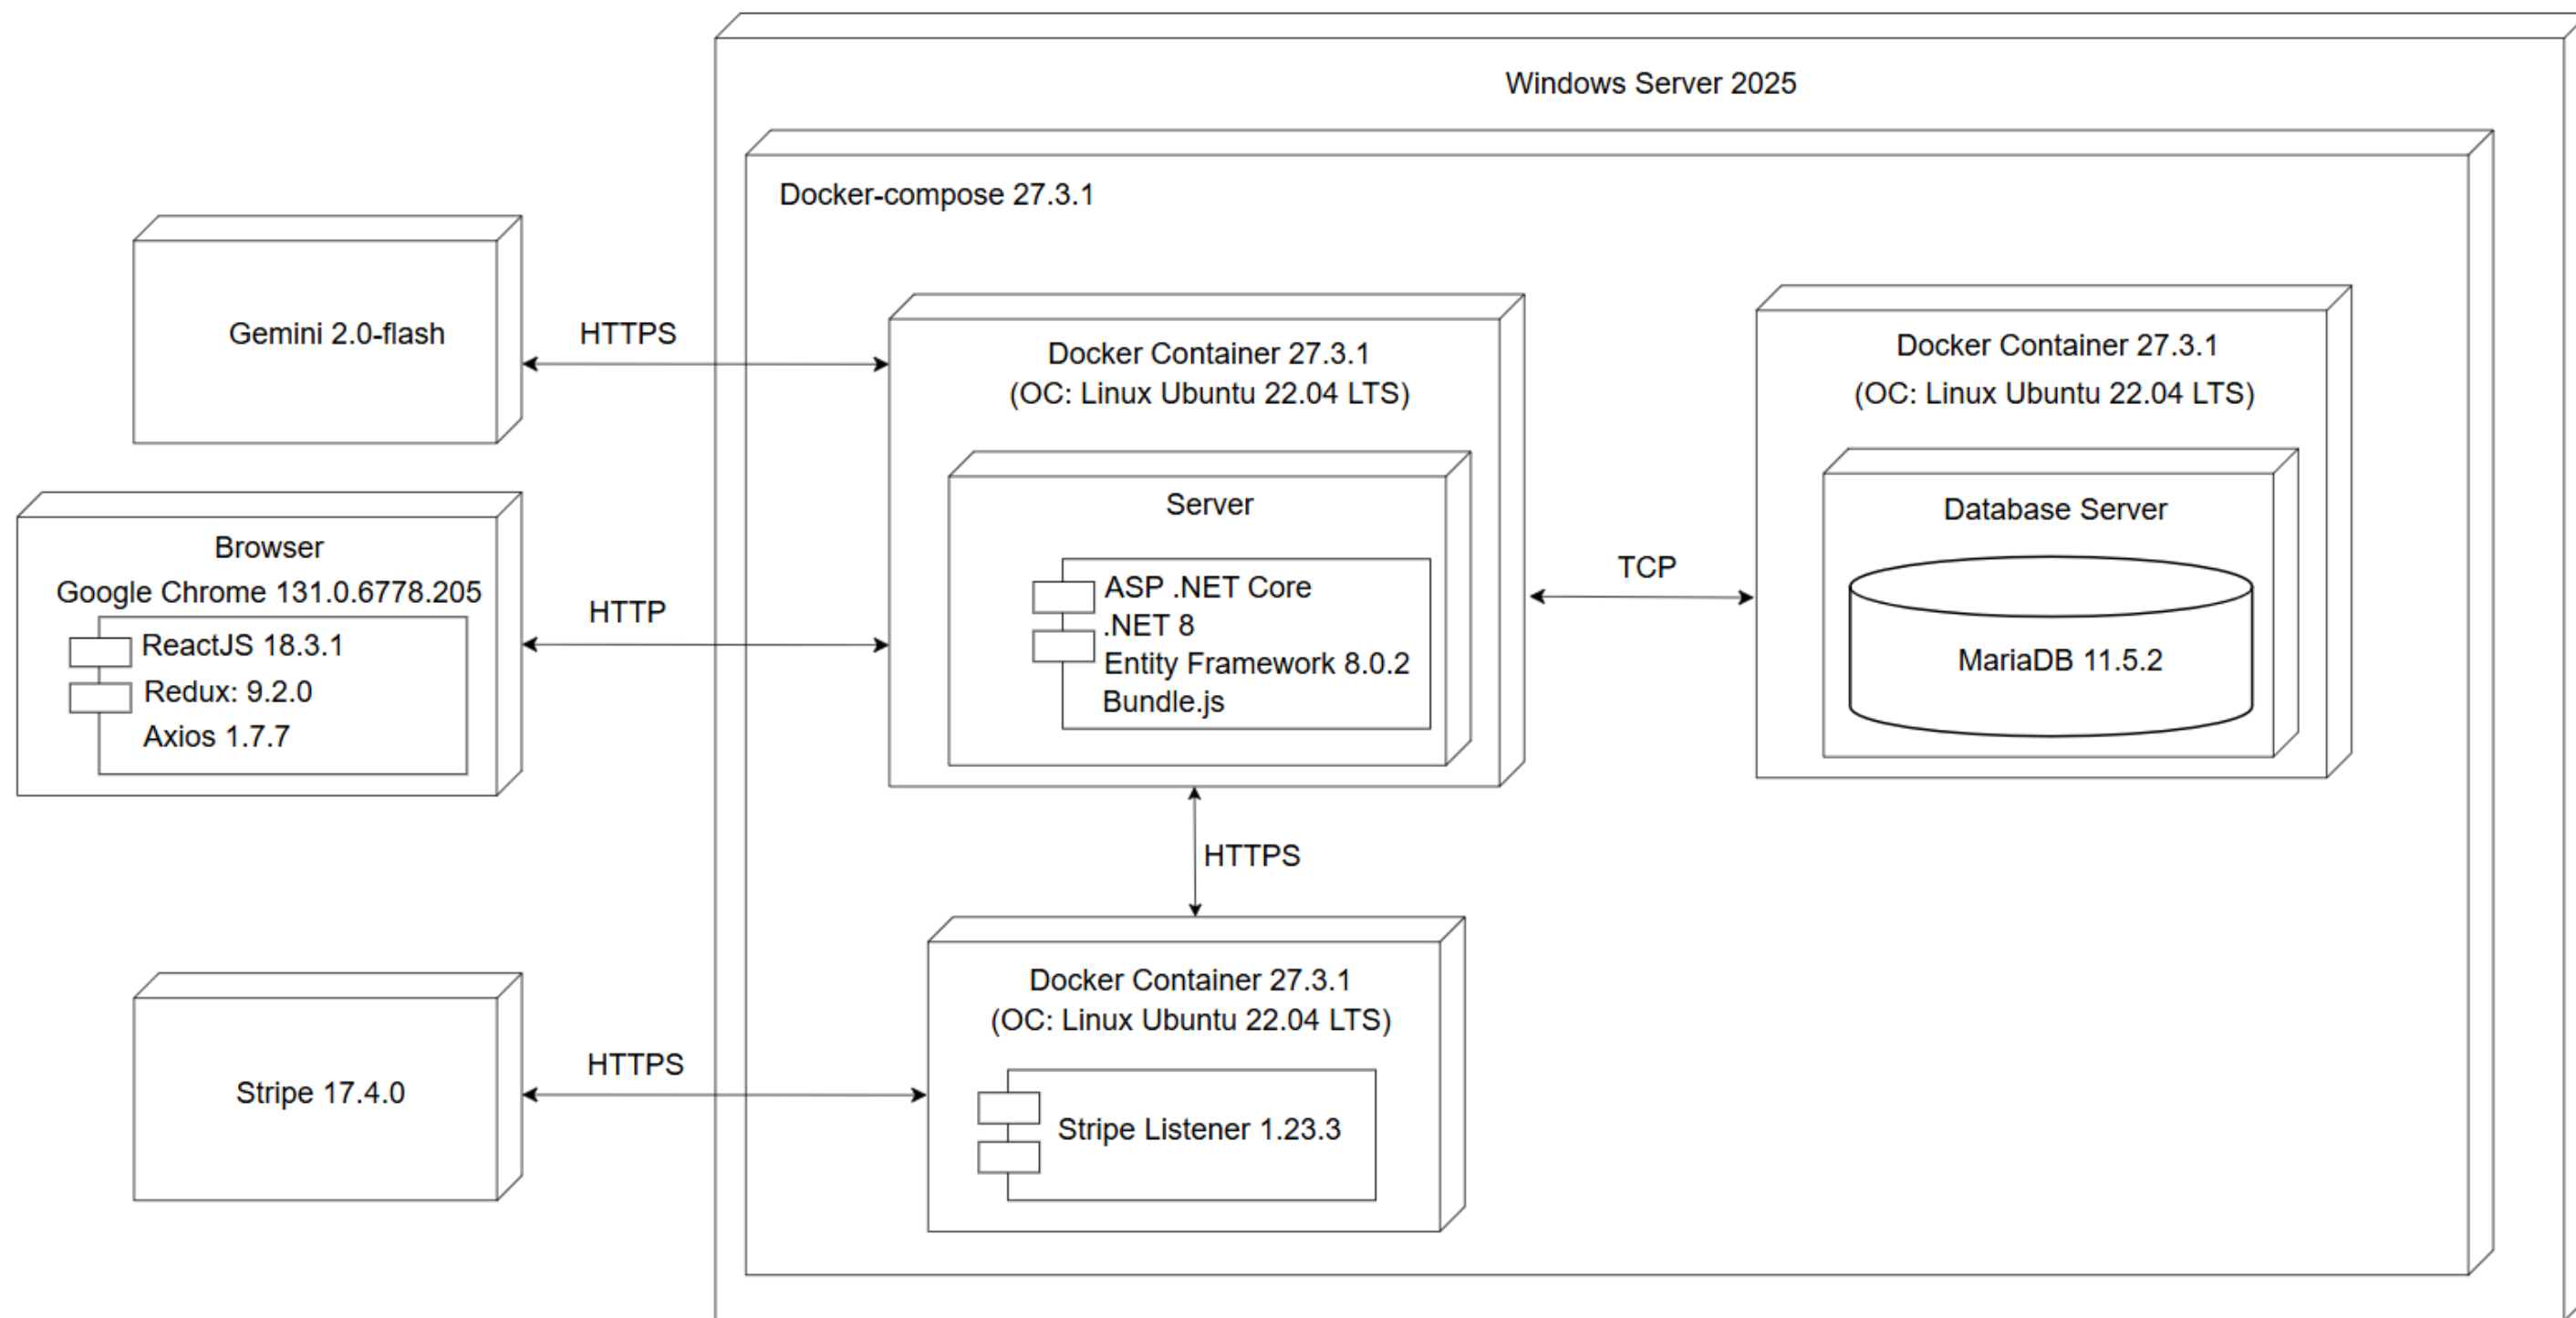 Windows Server 2025
Docker-compose 27.3.1
Gemini 2.0-flash
HTTPS
Docker Container 27.3.1
(OC: Linux Ubuntu 22.04 LTS)
Server
ASP .NET Core
.NET 8
Entity Framework 8.0.2
Bundle.js
TCP
Docker Container 27.3.1
(OC: Linux Ubuntu 22.04 LTS)
Database Server
MariaDB 11.5.2
Browser
Google Chrome 131.0.6778.205
ReactJS 18.3.1
Redux: 9.2.0
Axios 1.7.7
HTTP
HTTPS
Stripe 17.4.0
HTTPS
Docker Container 27.3.1
(OC: Linux Ubuntu 22.04 LTS)
Stripe Listener 1.23.3